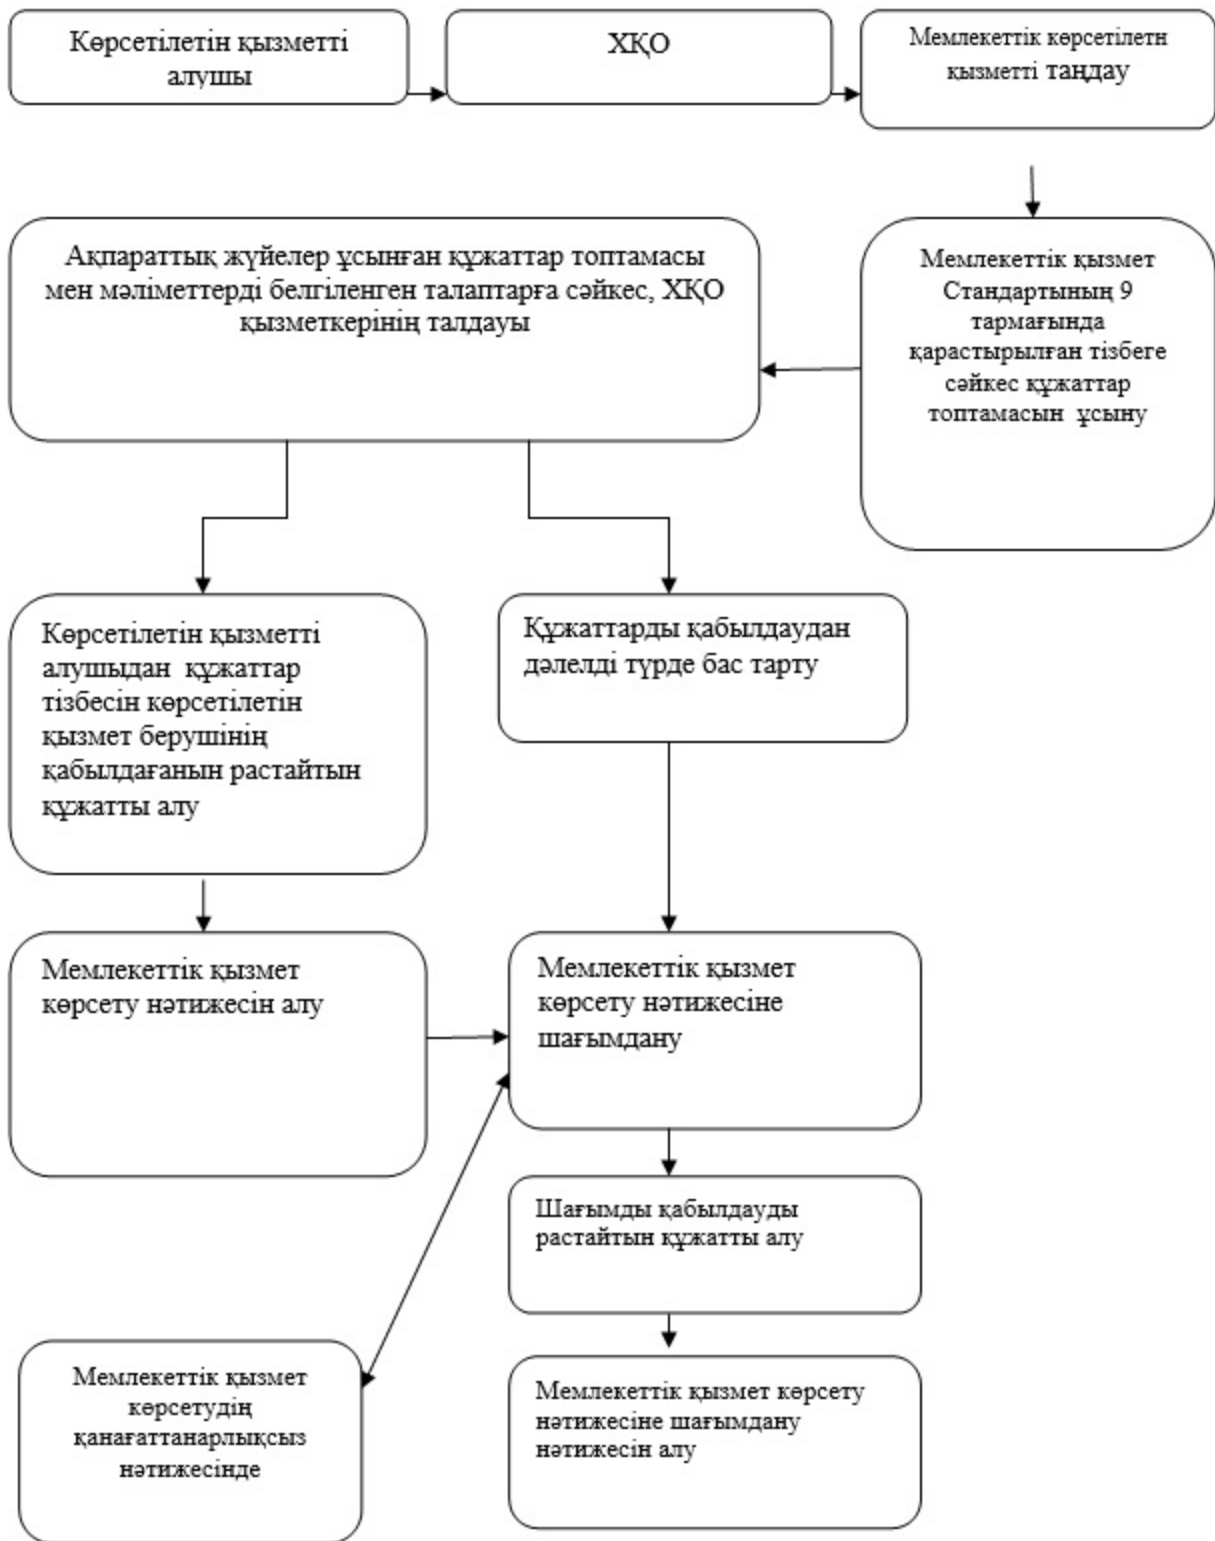 Көрсетілетін қызметті
алушы
ХҚО
Мемлекеттік көрсетілетн
қызметті таңдау
Мемлекеттік қызмет
Стандартының 9
тармағында
қарастырылған тізбеге
сәйкес құжаттар
топтамасын ұсыну
Ақпараттық жүйелер ұсынған құжаттар топтамасы
мен мәліметтерді белгіленген талаптарға сәйкес, ХҚО
қызметкерінің талдауы
Көрсетілетін қызметті
алушыдан құжаттар
тізбесін көрсетілетін
қызмет берушінің
қабылдағанын растайтын
құжатты алу
Құжаттарды қабылдаудан
дәлелді түрде бас тарту
Мемлекеттік қызмет
көрсету нәтижесін алу
Мемлекеттік қызмет
көрсету нәтижесіне
шағымдану
Шағымды қабылдауды
растайтын құжатты алу
Мемлекеттік қызмет
көрсетудің
қанағаттанарлықсыз
нәтижесінде
Мемлекеттік қызмет көрсету
нәтижесіне шағымдану
нәтижесін алу